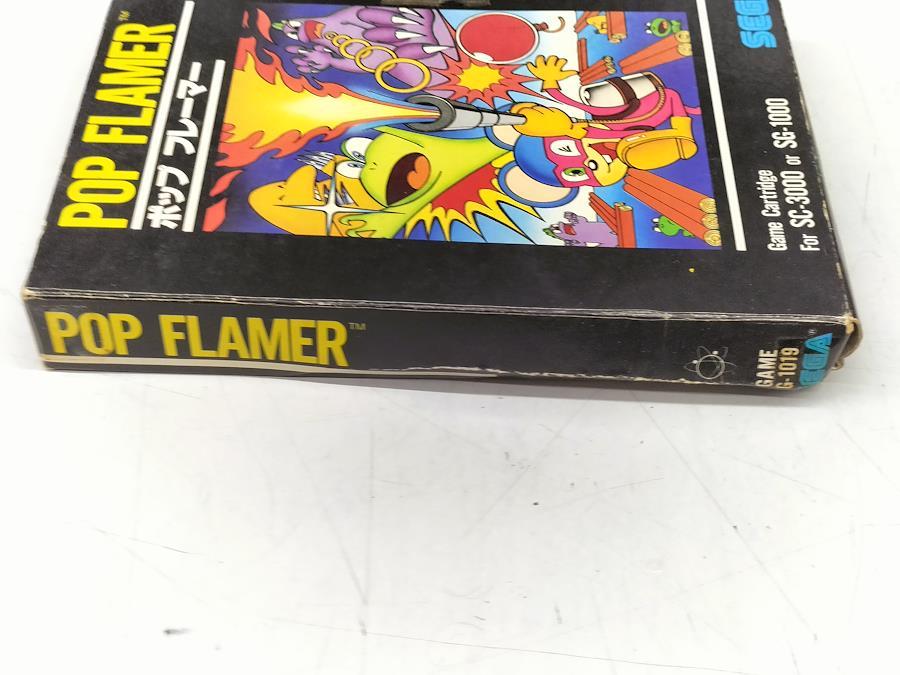 POP FLAMER™
ポップ フレーマー
SEGA
Game Cartridge
For SC-3000 or SG-1000
POP FLAMER™
GAME
G-1019
SEGA®